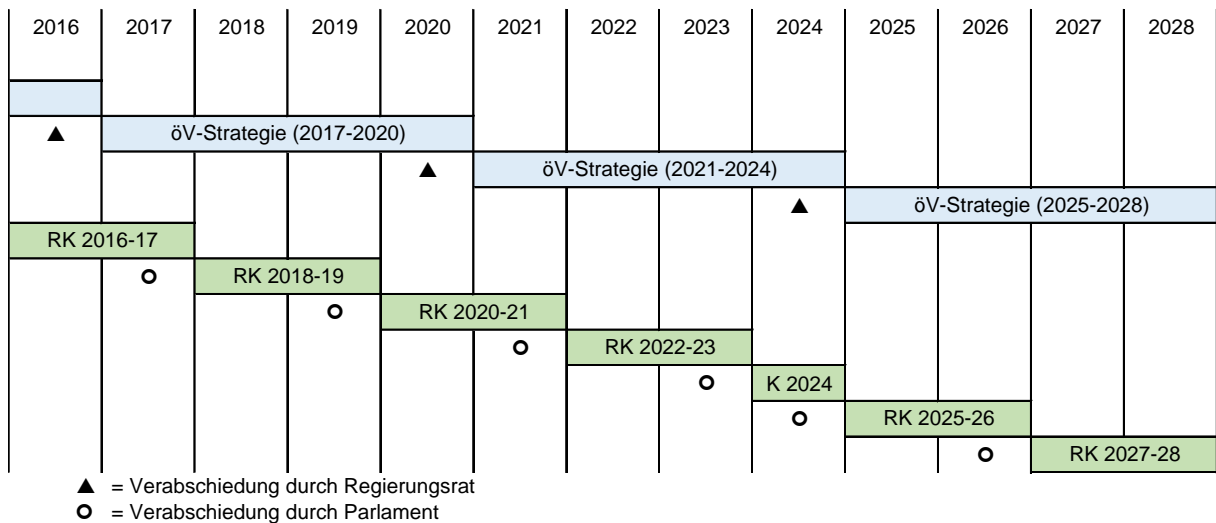 2016 2017 2018 2019 2020 2021 2022 2023 2024 2025 2026 2027 2028
öV-Strategie (2017-2020)
öV-Strategie (2021-2024)
öV-Strategie (2025-2028)
RK 2016-17
RK 2018-19
RK 2020-21
RK 2022-23
K 2024
RK 2025-26
RK 2027-28
▲ = Verabschiedung durch Regierungsrat
O = Verabschiedung durch Parlament